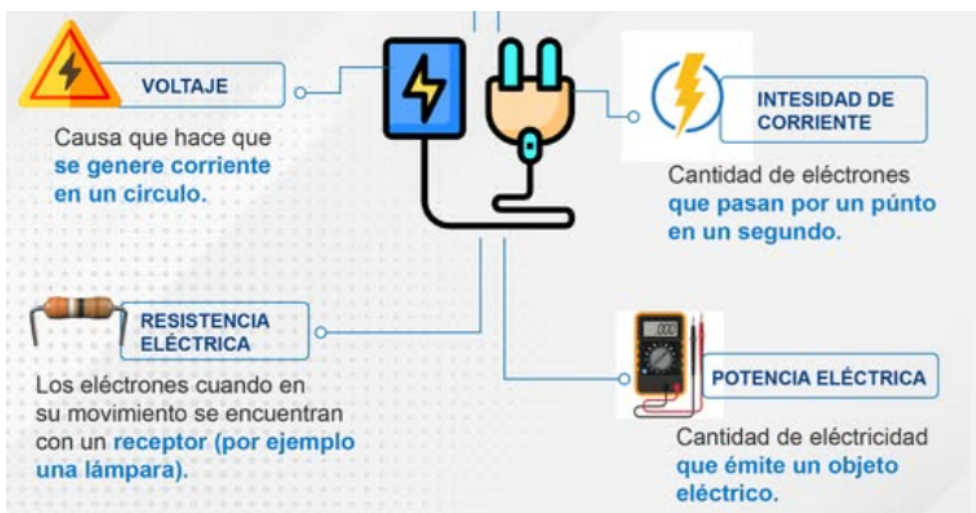 VOLTAJE
Causa que hace que
se genere corriente
en un circulo.
INTESIDAD DE
CORRIENTE
Cantidad de eléctrones
que pasan por un púnto
en un segundo.
RESISTENCIA
ELÉCTRICA
Los eléctrones cuando en
su movimiento se encuentran
con un receptor (por ejemplo
una lámpara).
.000
POTENCIA ELÉCTRICA
Cantidad de eléctricidad
que émite un objeto
eléctrico.